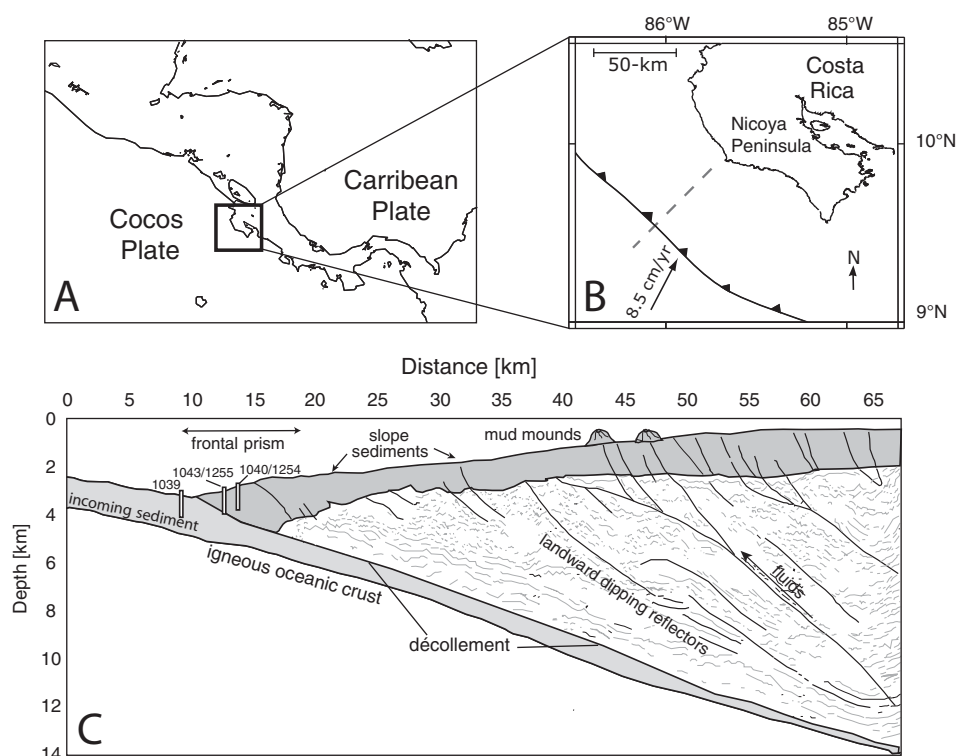 86°W
85°W
50-km
Costa
Rica
Nicoya
Peninsula
10°N
Carribean
Plate
Cocos
Plate
N
8.5 cm/yr
A
B
9°N
Distance [km]
0
5
10
15
20
25
30
35
40
45
50
55
60
65
0
frontal prism
slope
sediments
mud mounds
2
1039
1043/1255
1040/1254
incoming sediment
4
igneous oceanic crust
landward dipping reflectors
fluids
Depth [km]
6
8
décollement
10
12
C
14